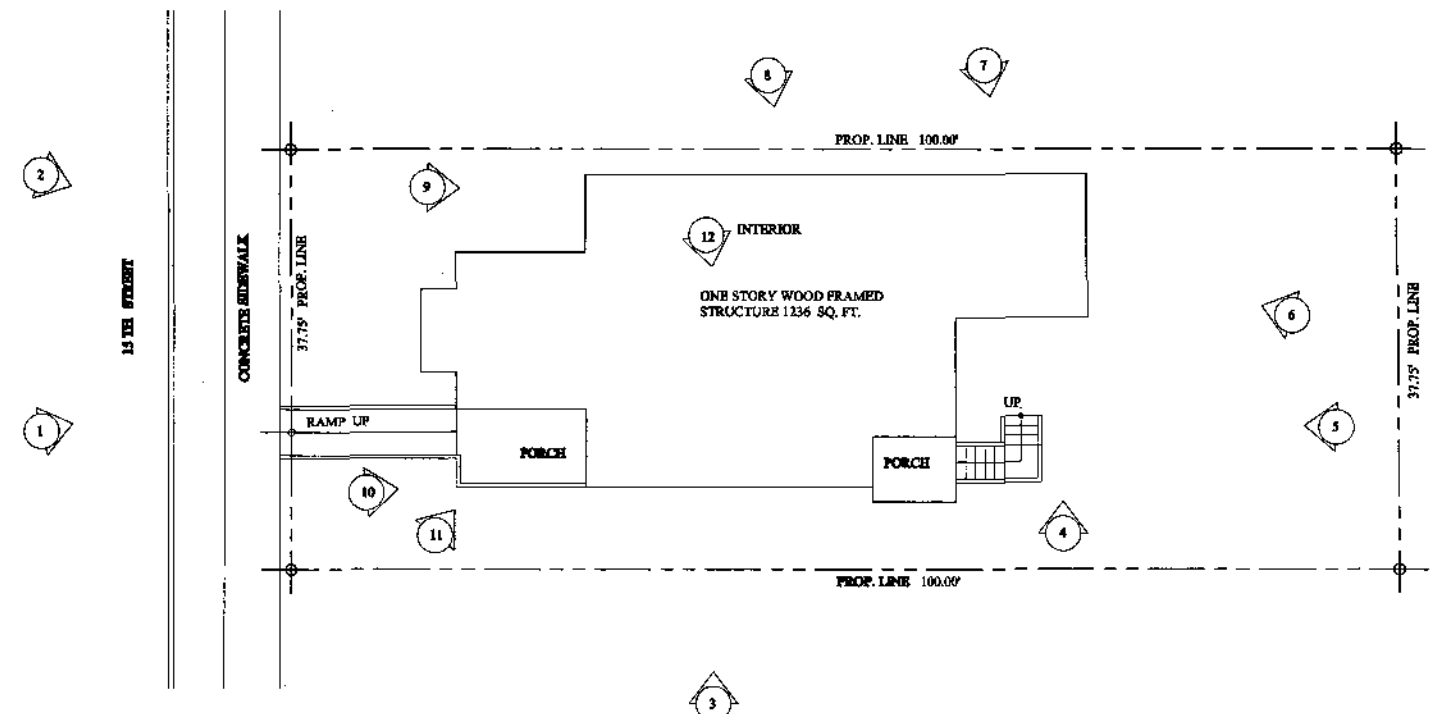 8
7
PROP. LINE 100.00'
2
9
12 INTERIOR
15 TH STREET
CONCRETE SIDEWALK
37.75' PROP. LINE
ONE STORY WOOD FRAMED
STRUCTURE 1236 SQ. FT.
6
37.75' PROP. LINE
1
RAMP UP
PORCH
UP
PORCH
5
10
11
4
PROP. LINE 100.00'
3